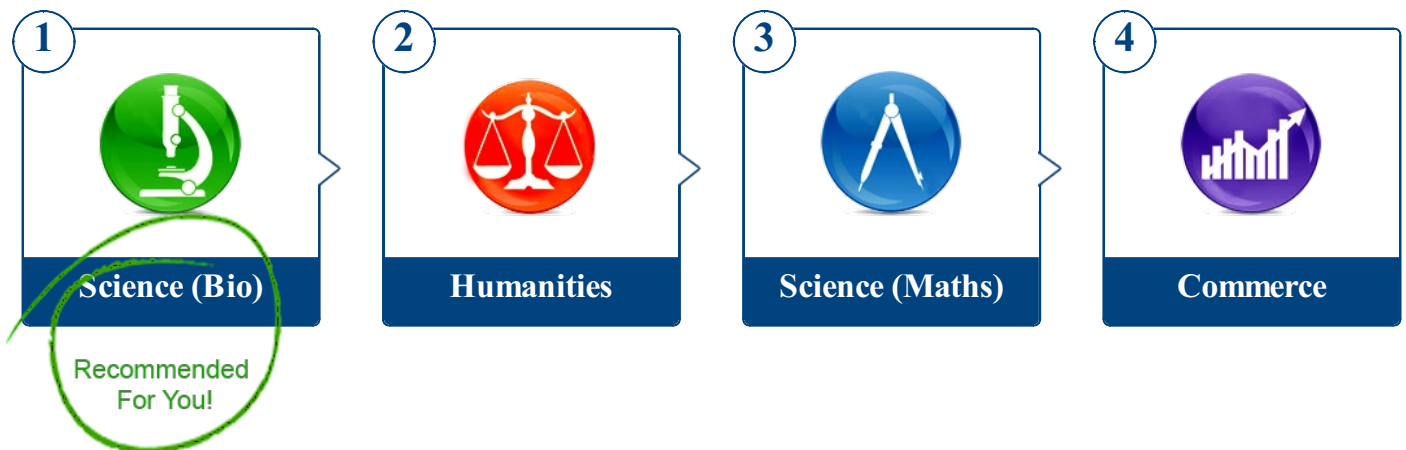 1
2
3
4
Science (Bio)
Humanities
Science (Maths)
Commerce
Recommended
For You!